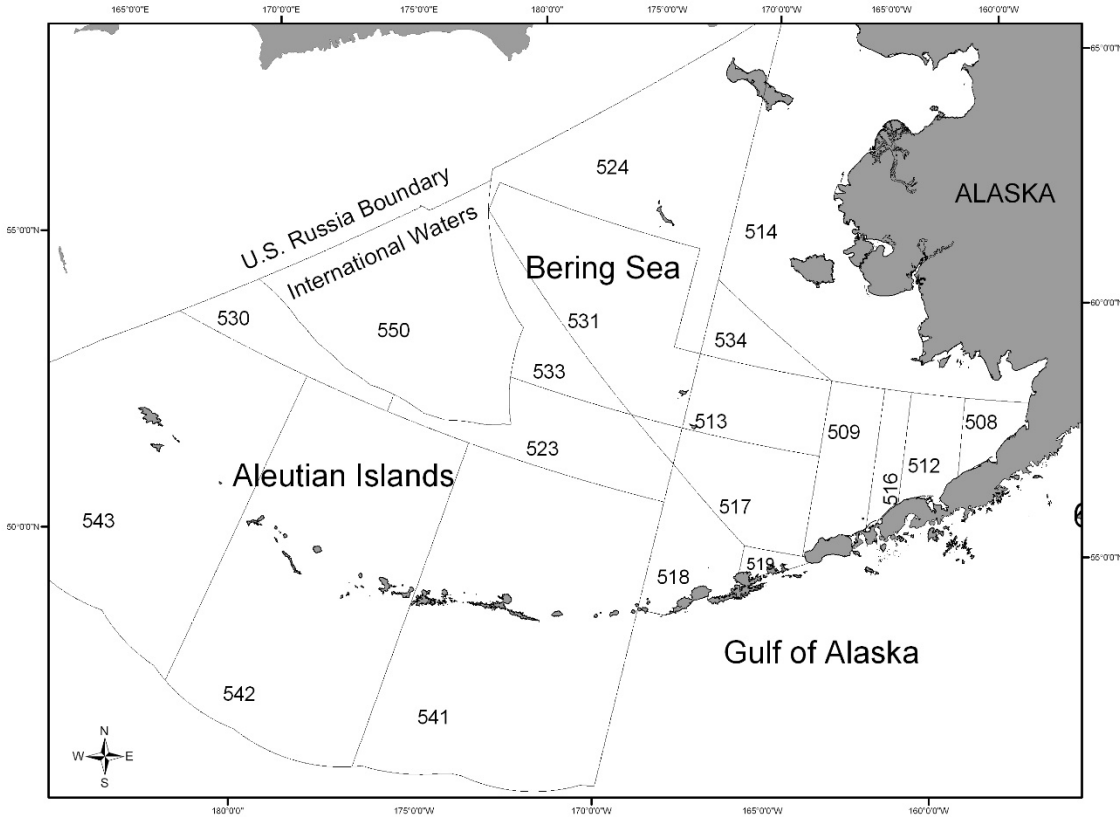 165°0'0"E 170°0'0"E 175°0'0"E 180°0'0" 175°0'0"W 170°0'0"W 165°0'0"W 160°0'0"W
65°0'0"N
524
ALASKA
U.S. Russia Boundary
55°0'0"N
514
International Waters
Bering Sea
60°0'0"N
530
550
531
534
533
513
508
509
523
512
Aleutian Islands
516
517
543
50°0'0"N
55°0'0"N
519
518
Gulf of Alaska
542
541
N
W E
S
180°0'0" 175°0'0"W 170°0'0"W 165°0'0"W 160°0'0"W